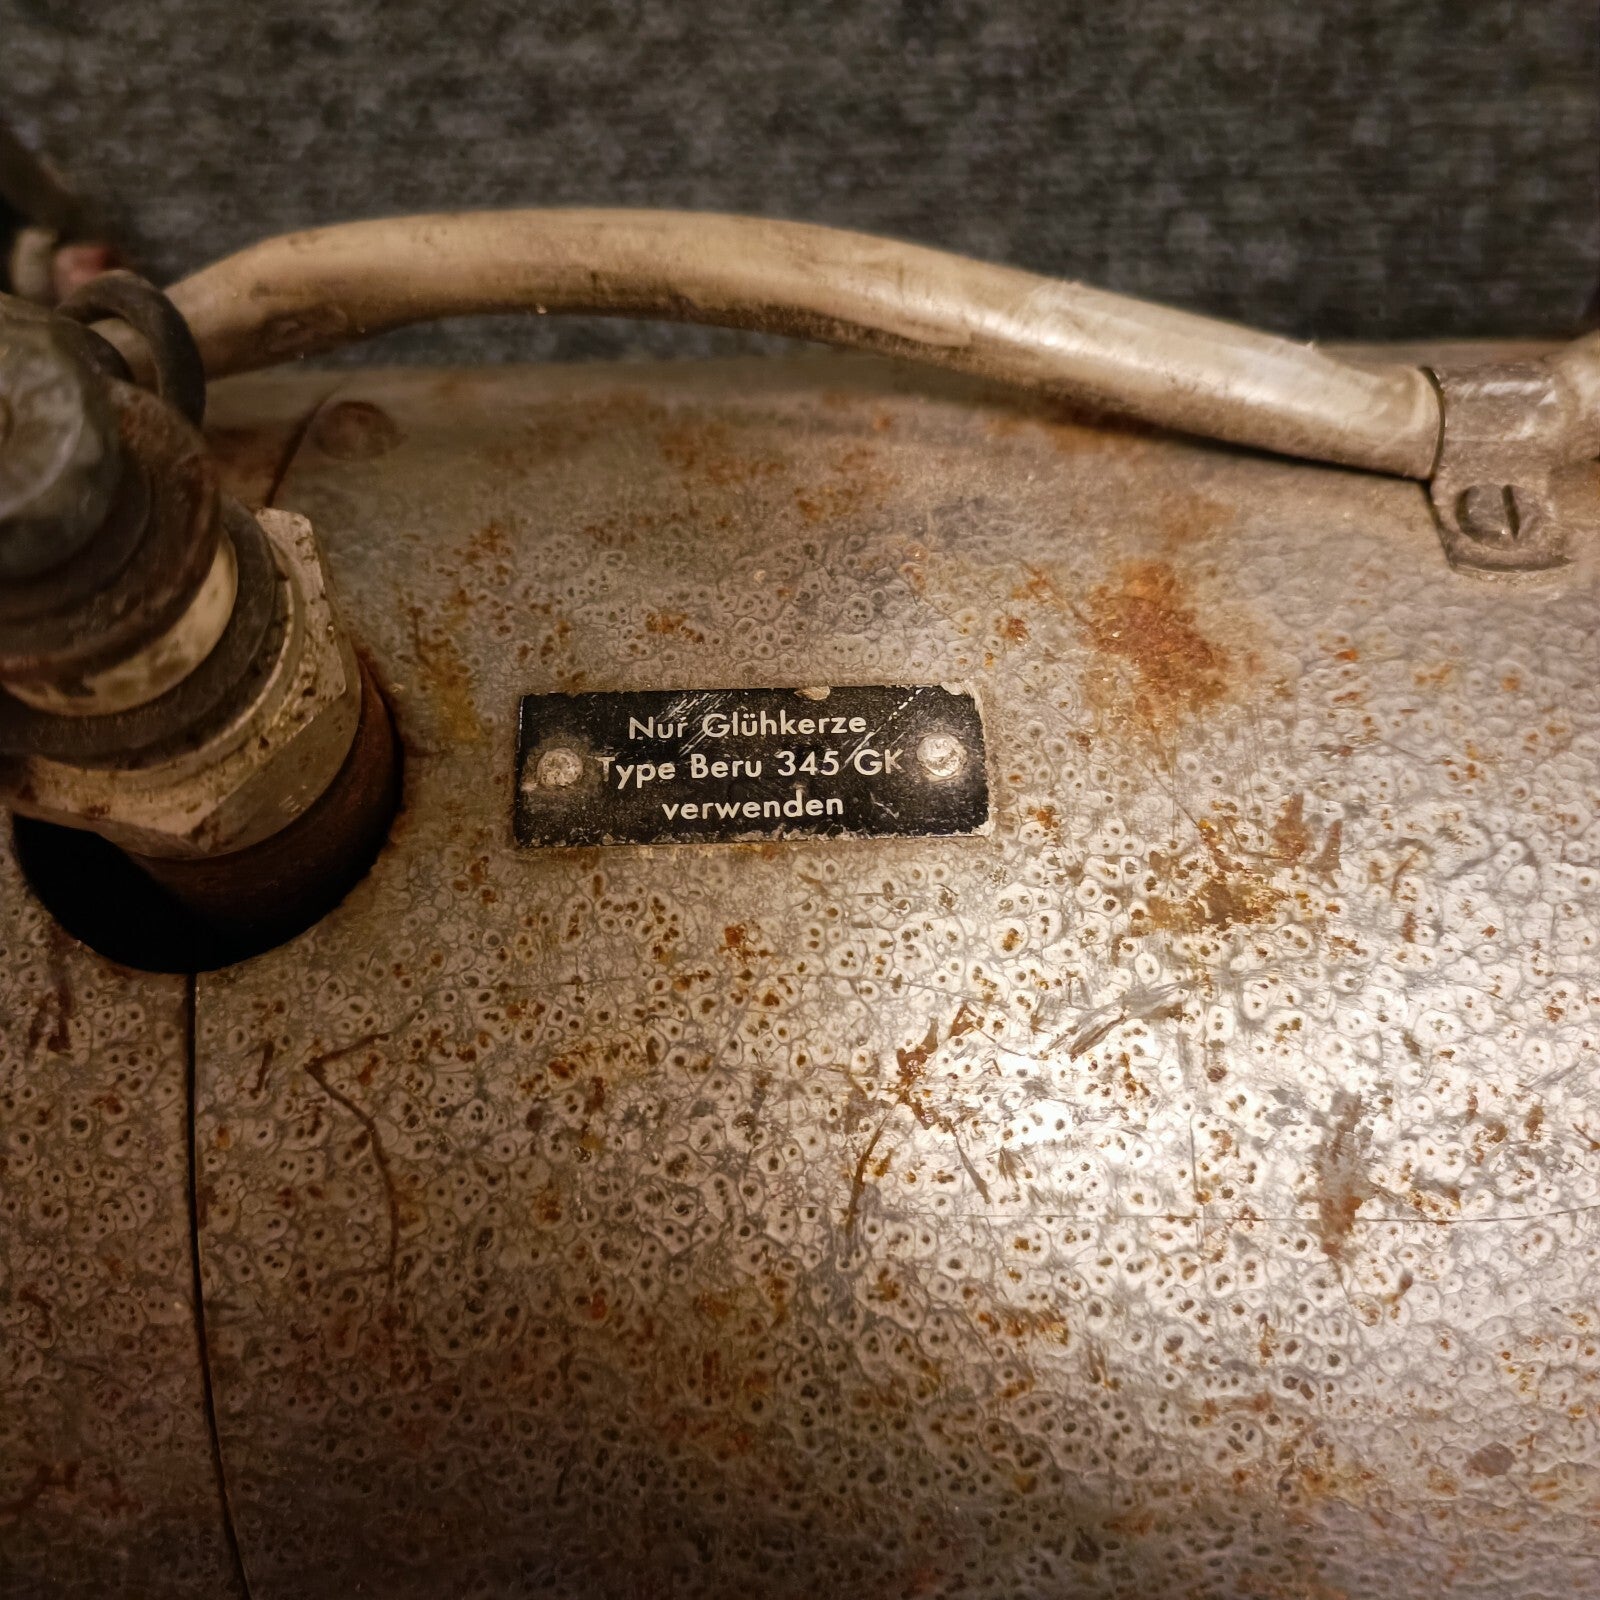 Nur Glühkerze
Type Beru 345 GK
verwenden